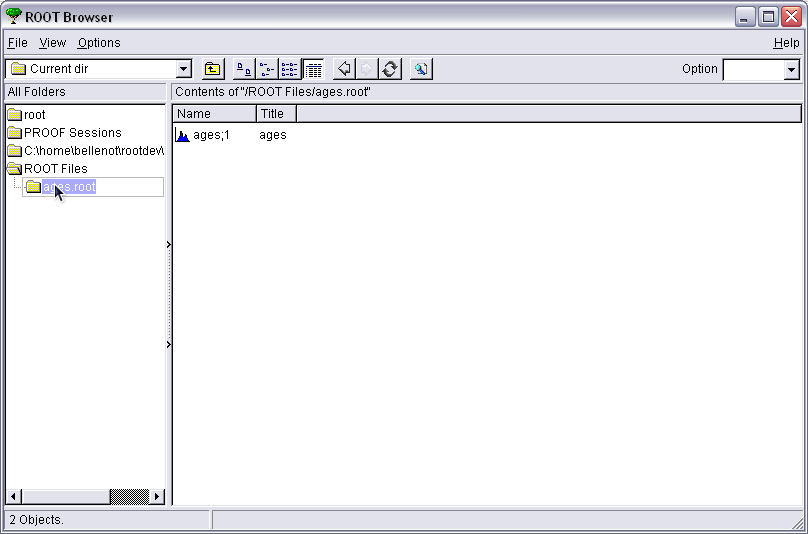 ROOT Browser
File View Options Help
Current dir Option
All Folders Contents of "/ROOT Files/ages.root"
root Name Title
PROOF Sessions ages;1 ages
C:\home\bellenot\rootdev\
ROOT Files
ages.root
2 Objects.